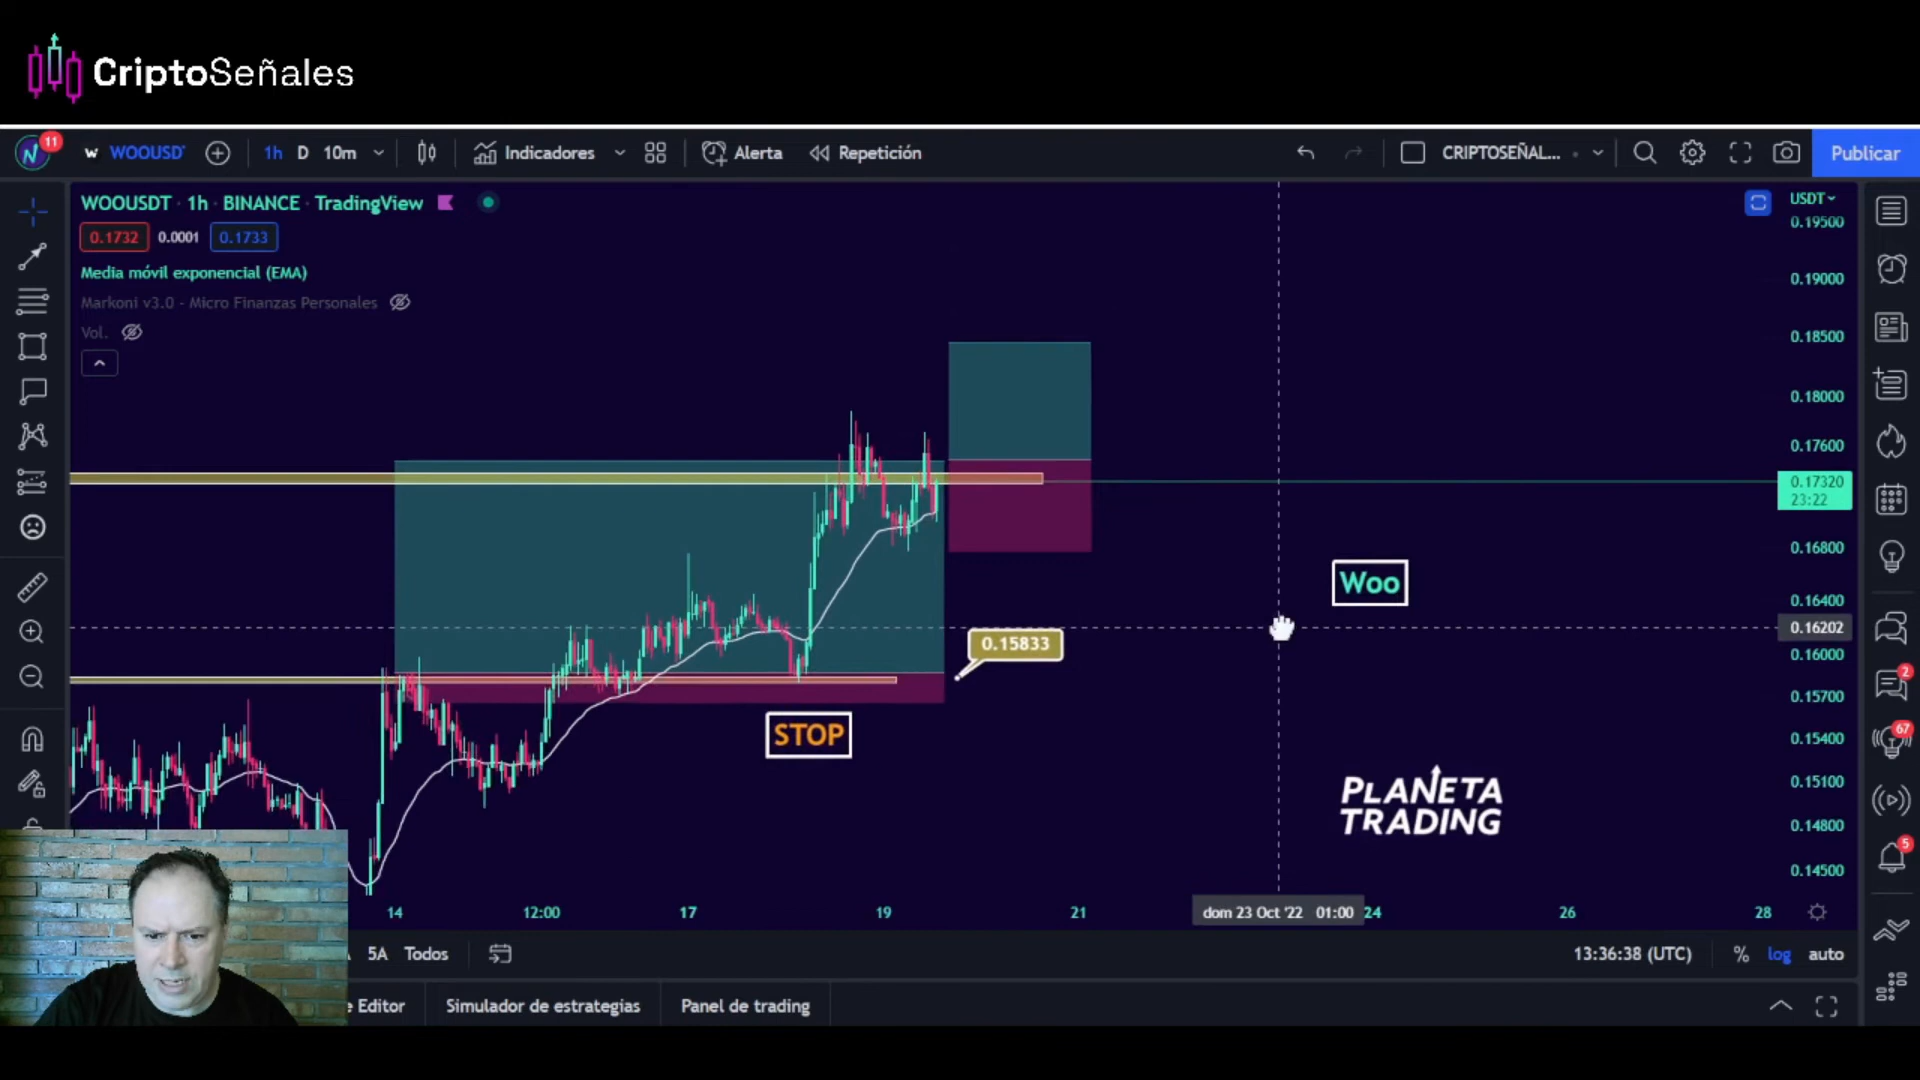 CriptoSeñales
11
W WOOUSDT 1h D 10m Indicadores Alerta Repetición CRIPTOSEÑAL... Publicar
WOOUSDT · 1h · BINANCE · TradingView
USDT
0.1732 0.0001 0.1733
Media móvil exponencial (EMA)
Markoni v3.0 - Micro Finanzas Personales
Vol.
0.19500
0.19000
0.18500
0.18000
0.17600
0.17320
23:22
0.16800
0.16400
0.16202
0.16000
0.15700
0.15400
0.15100
0.14800
0.14500
Woo
0.15833
STOP
PLANETA
TRADING
2
67
5
14 12:00 17 19 21 dom 23 Oct '22 01:00 24 26 28
5A Todos 13:36:38 (UTC) % log auto
Editor Simulador de estrategias Panel de trading